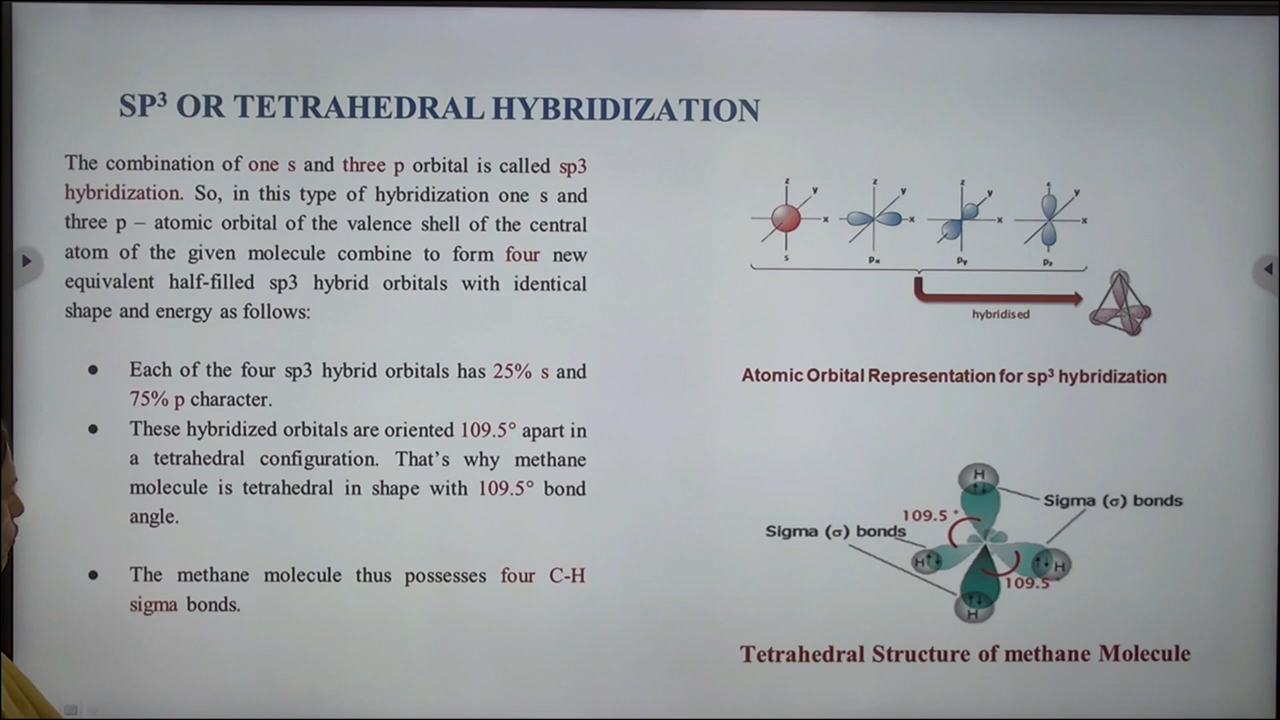 SP³ OR TETRAHEDRAL HYBRIDIZATION
The combination of one s and three p orbital is called sp3
hybridization. So, in this type of hybridization one s and
three p – atomic orbital of the valence shell of the central
atom of the given molecule combine to form four new
equivalent half-filled sp3 hybrid orbitals with identical
shape and energy as follows:
● Each of the four sp3 hybrid orbitals has 25% s and
75% p character.
● These hybridized orbitals are oriented 109.5° apart in
a tetrahedral configuration. That's why methane
molecule is tetrahedral in shape with 109.5° bond
angle.
● The methane molecule thus possesses four C-H
sigma bonds.
z z z z
y y y y
x x x x
s px py pz
hybridised
Atomic Orbital Representation for sp³ hybridization
H
Sigma (σ) bonds
109.5°
Sigma (σ) bonds
H
H
109.5
H
Tetrahedral Structure of methane Molecule